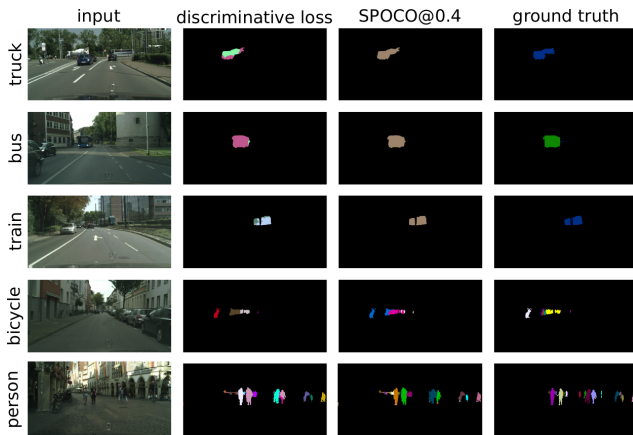 input discriminative loss SPOCO@0.4 ground truth
truck
bus
train
bicycle
person